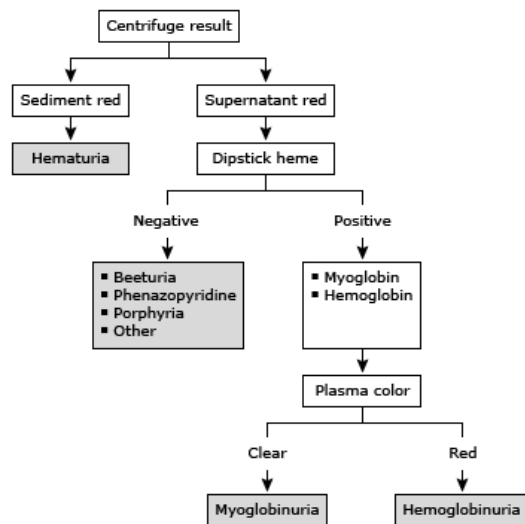 Centrifuge result
Sediment red
Supernatant red
Hematuria
Dipstick heme
Negative
Positive
▪ Beeturia
▪ Phenazopyridine
▪ Porphyria
▪ Other
▪ Myoglobin
▪ Hemoglobin
Plasma color
Clear
Red
Myoglobinuria
Hemoglobinuria